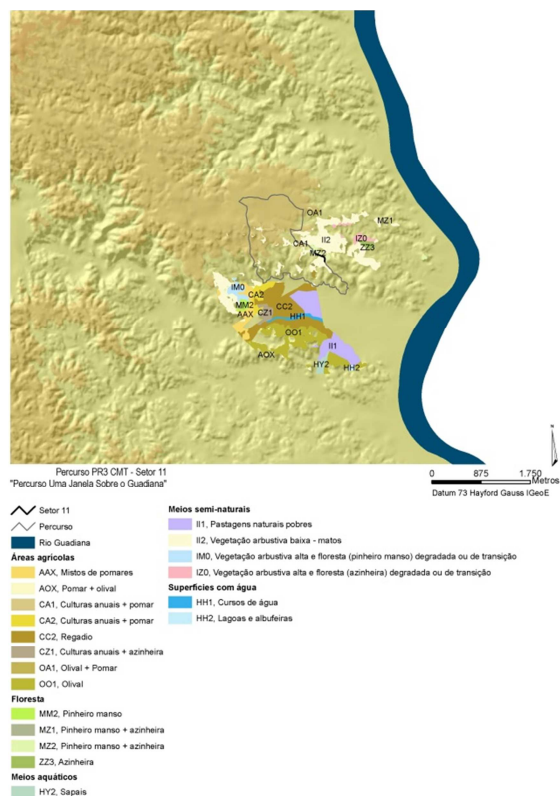 OA1
MZ1
CA1
II2
IZ0
ZZ3
MZ2
IM0
CA2
MM2
CC2
CZ1
AAX
HH1
OO1
II1
AOX
HY2
HH2
N
Percurso PR3 CMT - Setor 11
"Percurso Uma Janela Sobre o Guadiana"
0 875 1.750
Metros
Datum 73 Hayford Gauss IGeoE
Setor 11
Percurso
Rio Guadiana
Áreas agricolas
AAX, Mistos de pomares
AOX, Pomar + olival
CA1, Culturas anuais + pomar
CA2, Culturas anuais + pomar
CC2, Regadio
CZ1, Culturas anuais + azinheira
OA1, Olival + Pomar
OO1, Olival
Floresta
MM2, Pinheiro manso
MZ1, Pinheiro manso + azinheira
MZ2, Pinheiro manso + azinheira
ZZ3, Azinheira
Meios aquáticos
HY2, Sapais
Meios semi-naturais
II1, Pastagens naturais pobres
II2, Vegetação arbustiva baixa - matos
IM0, Vegetação arbustiva alta e floresta (pinheiro manso) degradada ou de transição
IZ0, Vegetação arbustiva alta e floresta (azinheira) degradada ou de transição
Superficies com água
HH1, Cursos de água
HH2, Lagoas e albufeiras